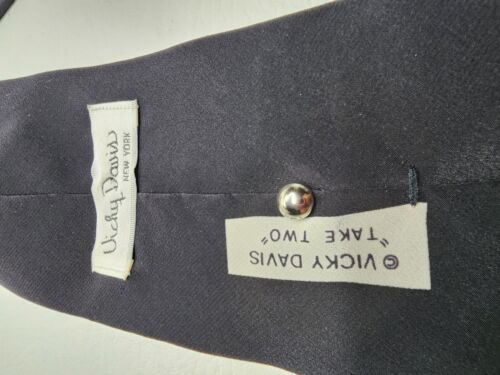 Vicky Davis
NEW YORK
© VICKY DAVIS
"TAKE TWO"